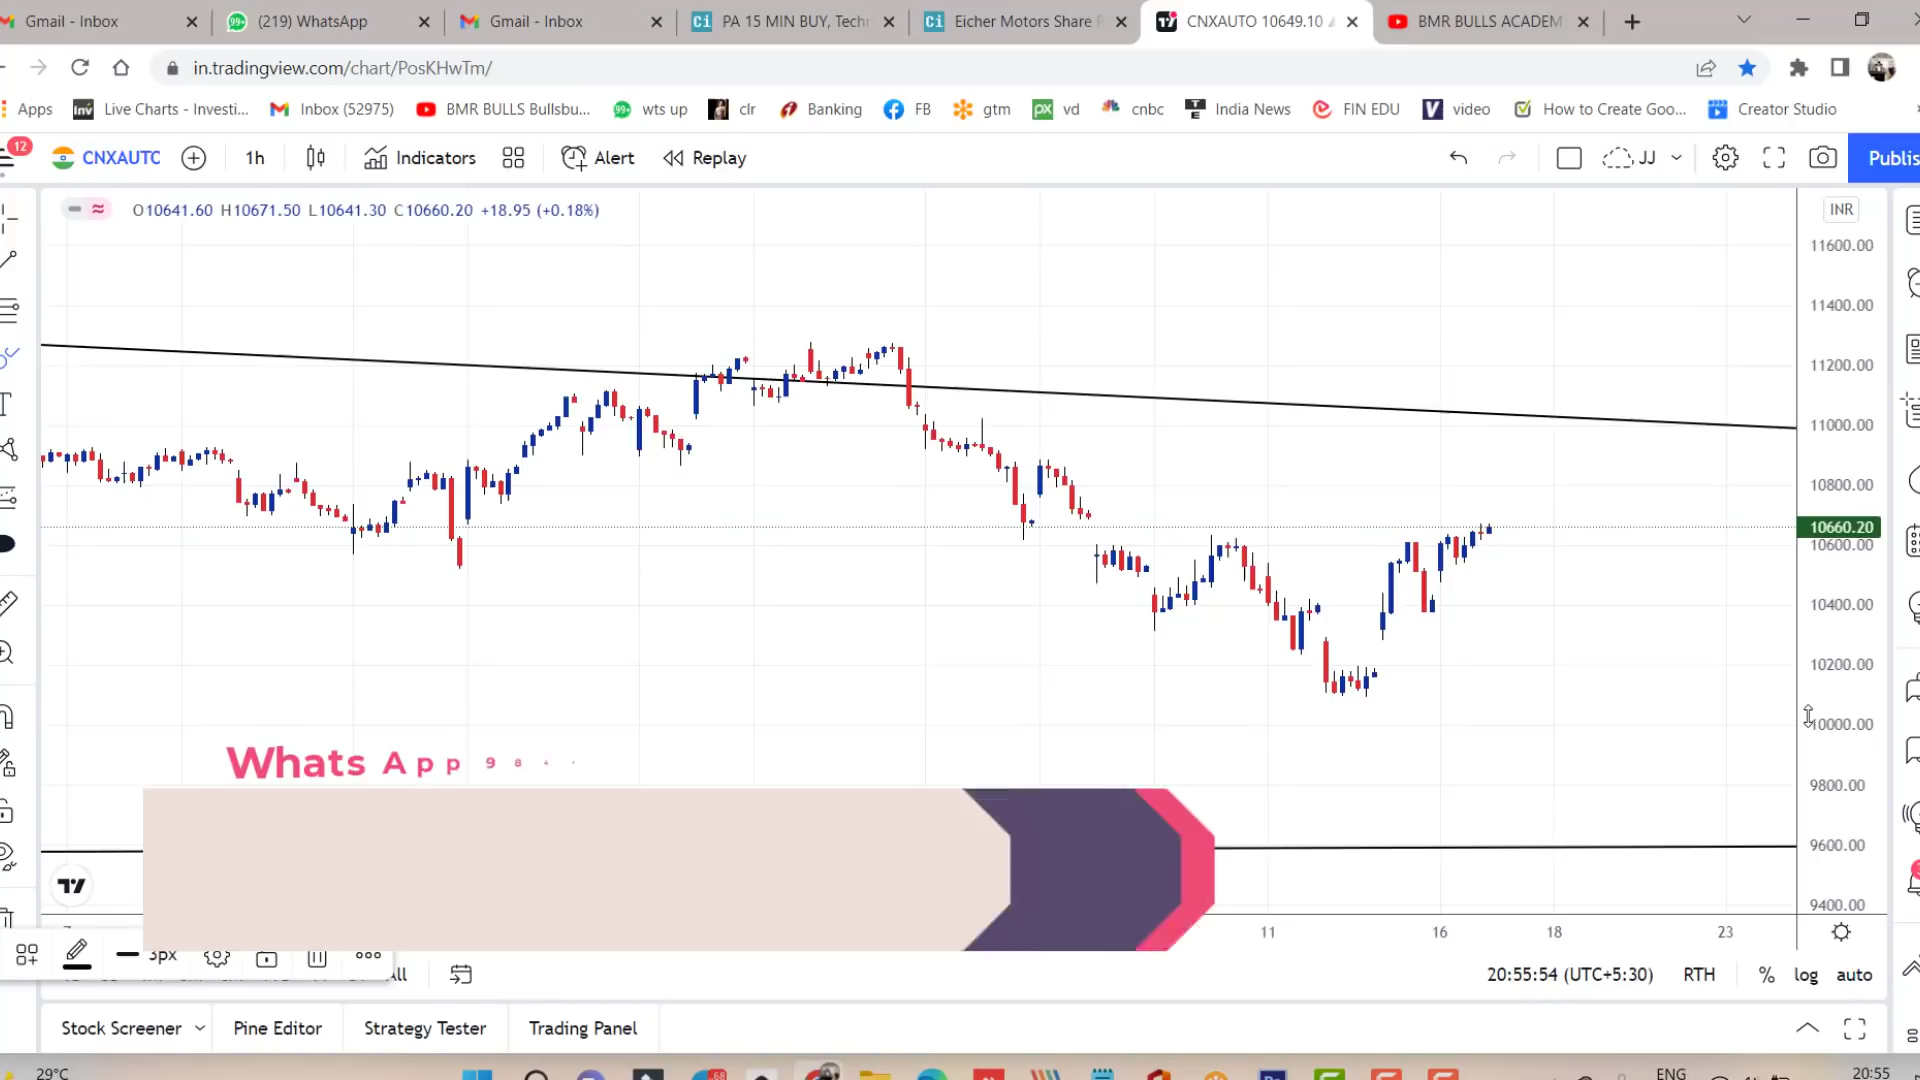 Gmail - Inbox
(219) WhatsApp
Gmail - Inbox
PA 15 MIN BUY, Techn
Eicher Motors Share
CNXAUTO 10649.10
BMR BULLS ACADEM
in.tradingview.com/chart/PosKHwTm/
Apps
Live Charts - Investi...
Inbox (52975)
BMR BULLS Bullsbu...
wts up
clr
Banking
FB
gtm
vd
cnbc
India News
FIN EDU
video
How to Create Goo...
Creator Studio
12
CNXAUTO
1h
Indicators
Alert
Replay
JJ
Publis
O10641.60 H10671.50 L10641.30 C10660.20 +18.95 (+0.18%)
INR
11600.00
11400.00
11200.00
11000.00
10800.00
10660.20
10600.00
10400.00
10200.00
10000.00
9800.00
9600.00
9400.00
Whats App 98
11
16
18
23
3px
All
20:55:54 (UTC+5:30)
RTH
%
log
auto
Stock Screener
Pine Editor
Strategy Tester
Trading Panel
29°C
ENG
20:55